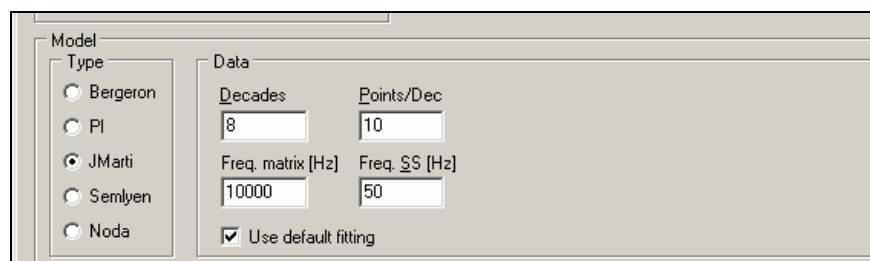 Model
Type
Data
Bergeron
PI
JMarti
Semlyen
Noda
Decades
Points/Dec
8
10
Freq. matrix [Hz]
Freq. SS [Hz]
10000
50
Use default fitting